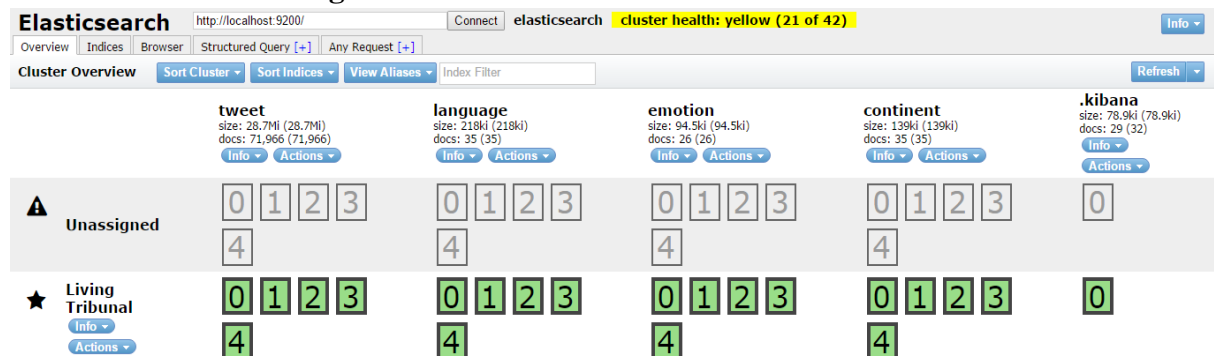 Elasticsearch http://localhost:9200/ Connect elasticsearch cluster health: yellow (21 of 42) Info
Overview Indices Browser Structured Query [+] Any Request [+]
Cluster Overview Sort Cluster Sort Indices View Aliases Index Filter Refresh
tweet
size: 28.7Mi (28.7Mi)
docs: 71,966 (71,966)
Info Actions
language
size: 218ki (218ki)
docs: 35 (35)
Info Actions
emotion
size: 94.5ki (94.5ki)
docs: 26 (26)
Info Actions
continent
size: 139ki (139ki)
docs: 35 (35)
Info Actions
.kibana
size: 78.9ki (78.9ki)
docs: 29 (32)
Info
Actions
Unassigned
0 1 2 3
4
0 1 2 3
4
0 1 2 3
4
0 1 2 3
4
0
Living
Tribunal
Info
Actions
0 1 2 3
4
0 1 2 3
4
0 1 2 3
4
0 1 2 3
4
0